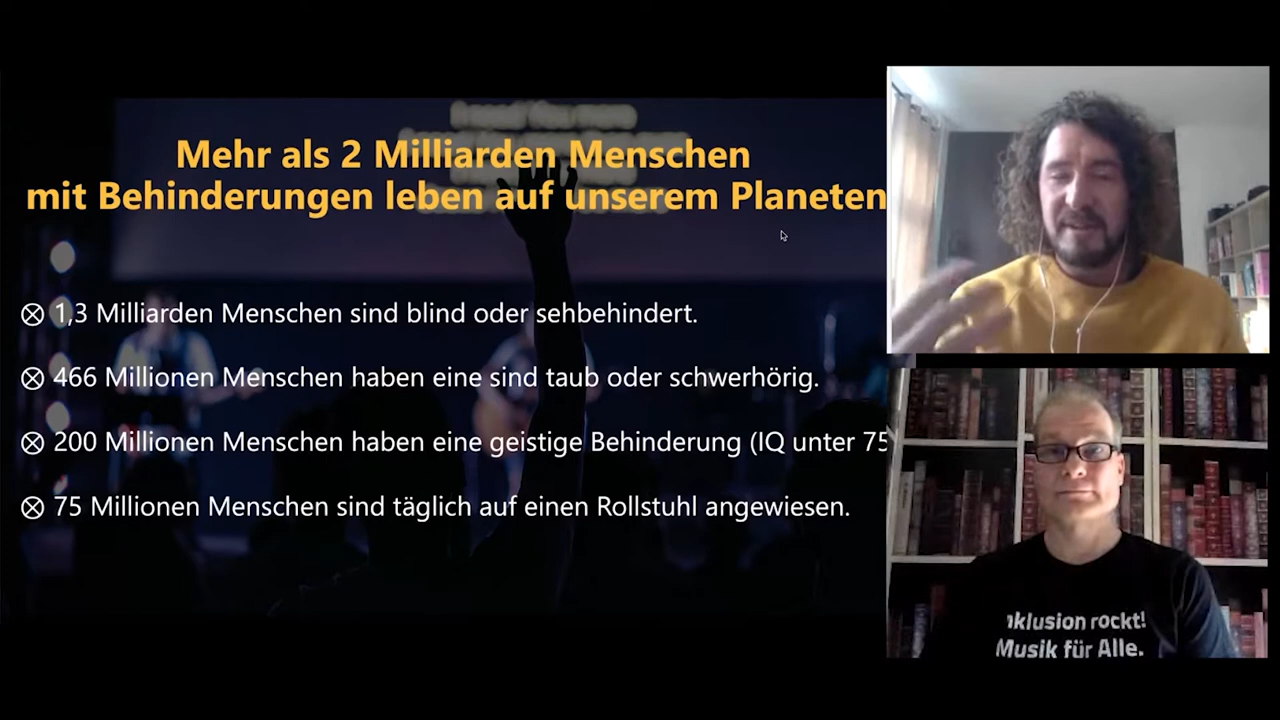 Mehr als 2 Milliarden Menschen
mit Behinderungen leben auf unserem Planeten
⊗ 1,3 Milliarden Menschen sind blind oder sehbehindert.
⊗ 466 Millionen Menschen haben eine sind taub oder schwerhörig.
⊗ 200 Millionen Menschen haben eine geistige Behinderung (IQ unter 75
⊗ 75 Millionen Menschen sind täglich auf einen Rollstuhl angewiesen.
nklusion rockt!
Musik für Alle.